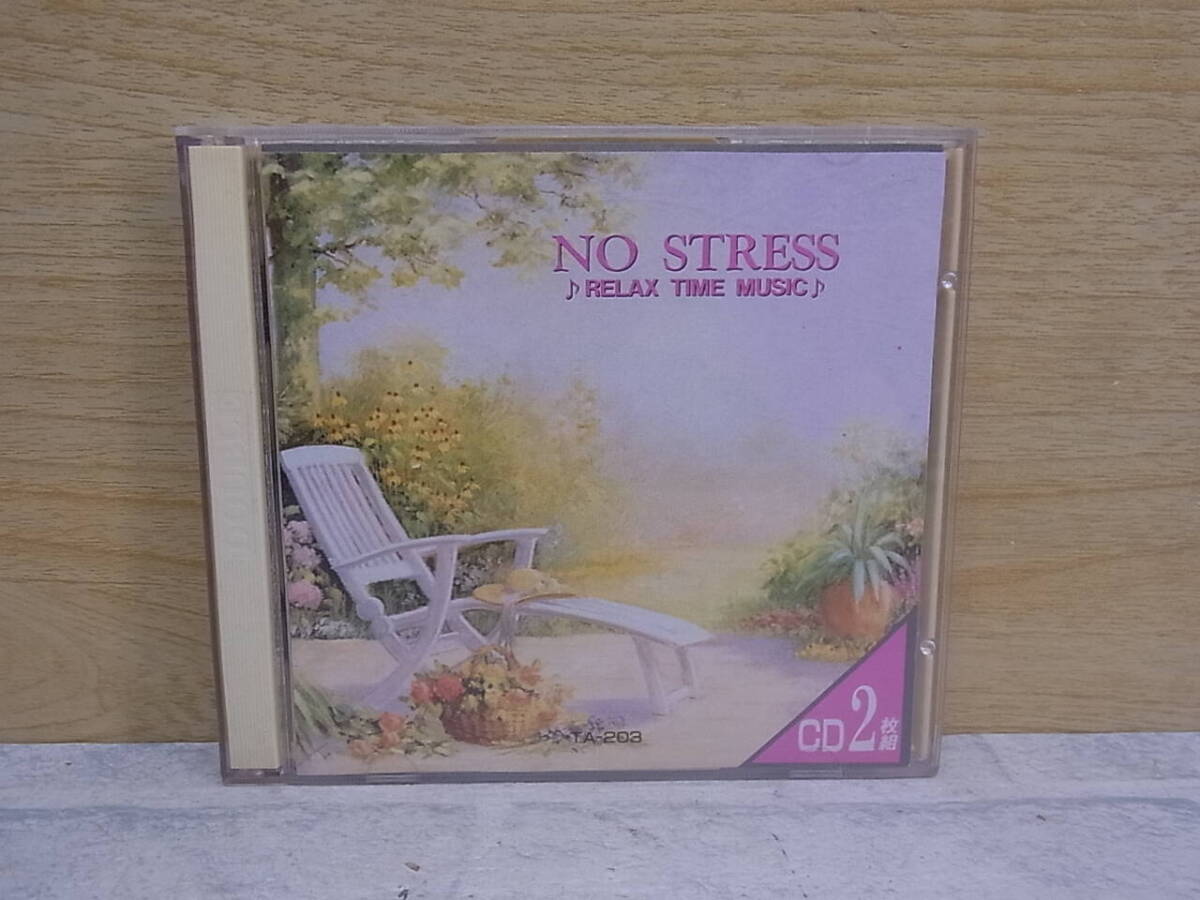 NO STRESS
♪RELAX TIME MUSIC♪
TA-203
CD2枚組